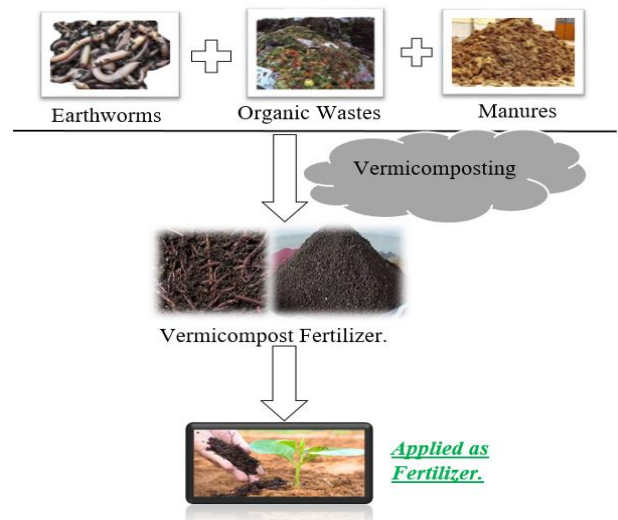 Earthworms
Organic Wastes
Manures
Vermicomposting
Vermicompost Fertilizer.
Applied as
Fertilizer.